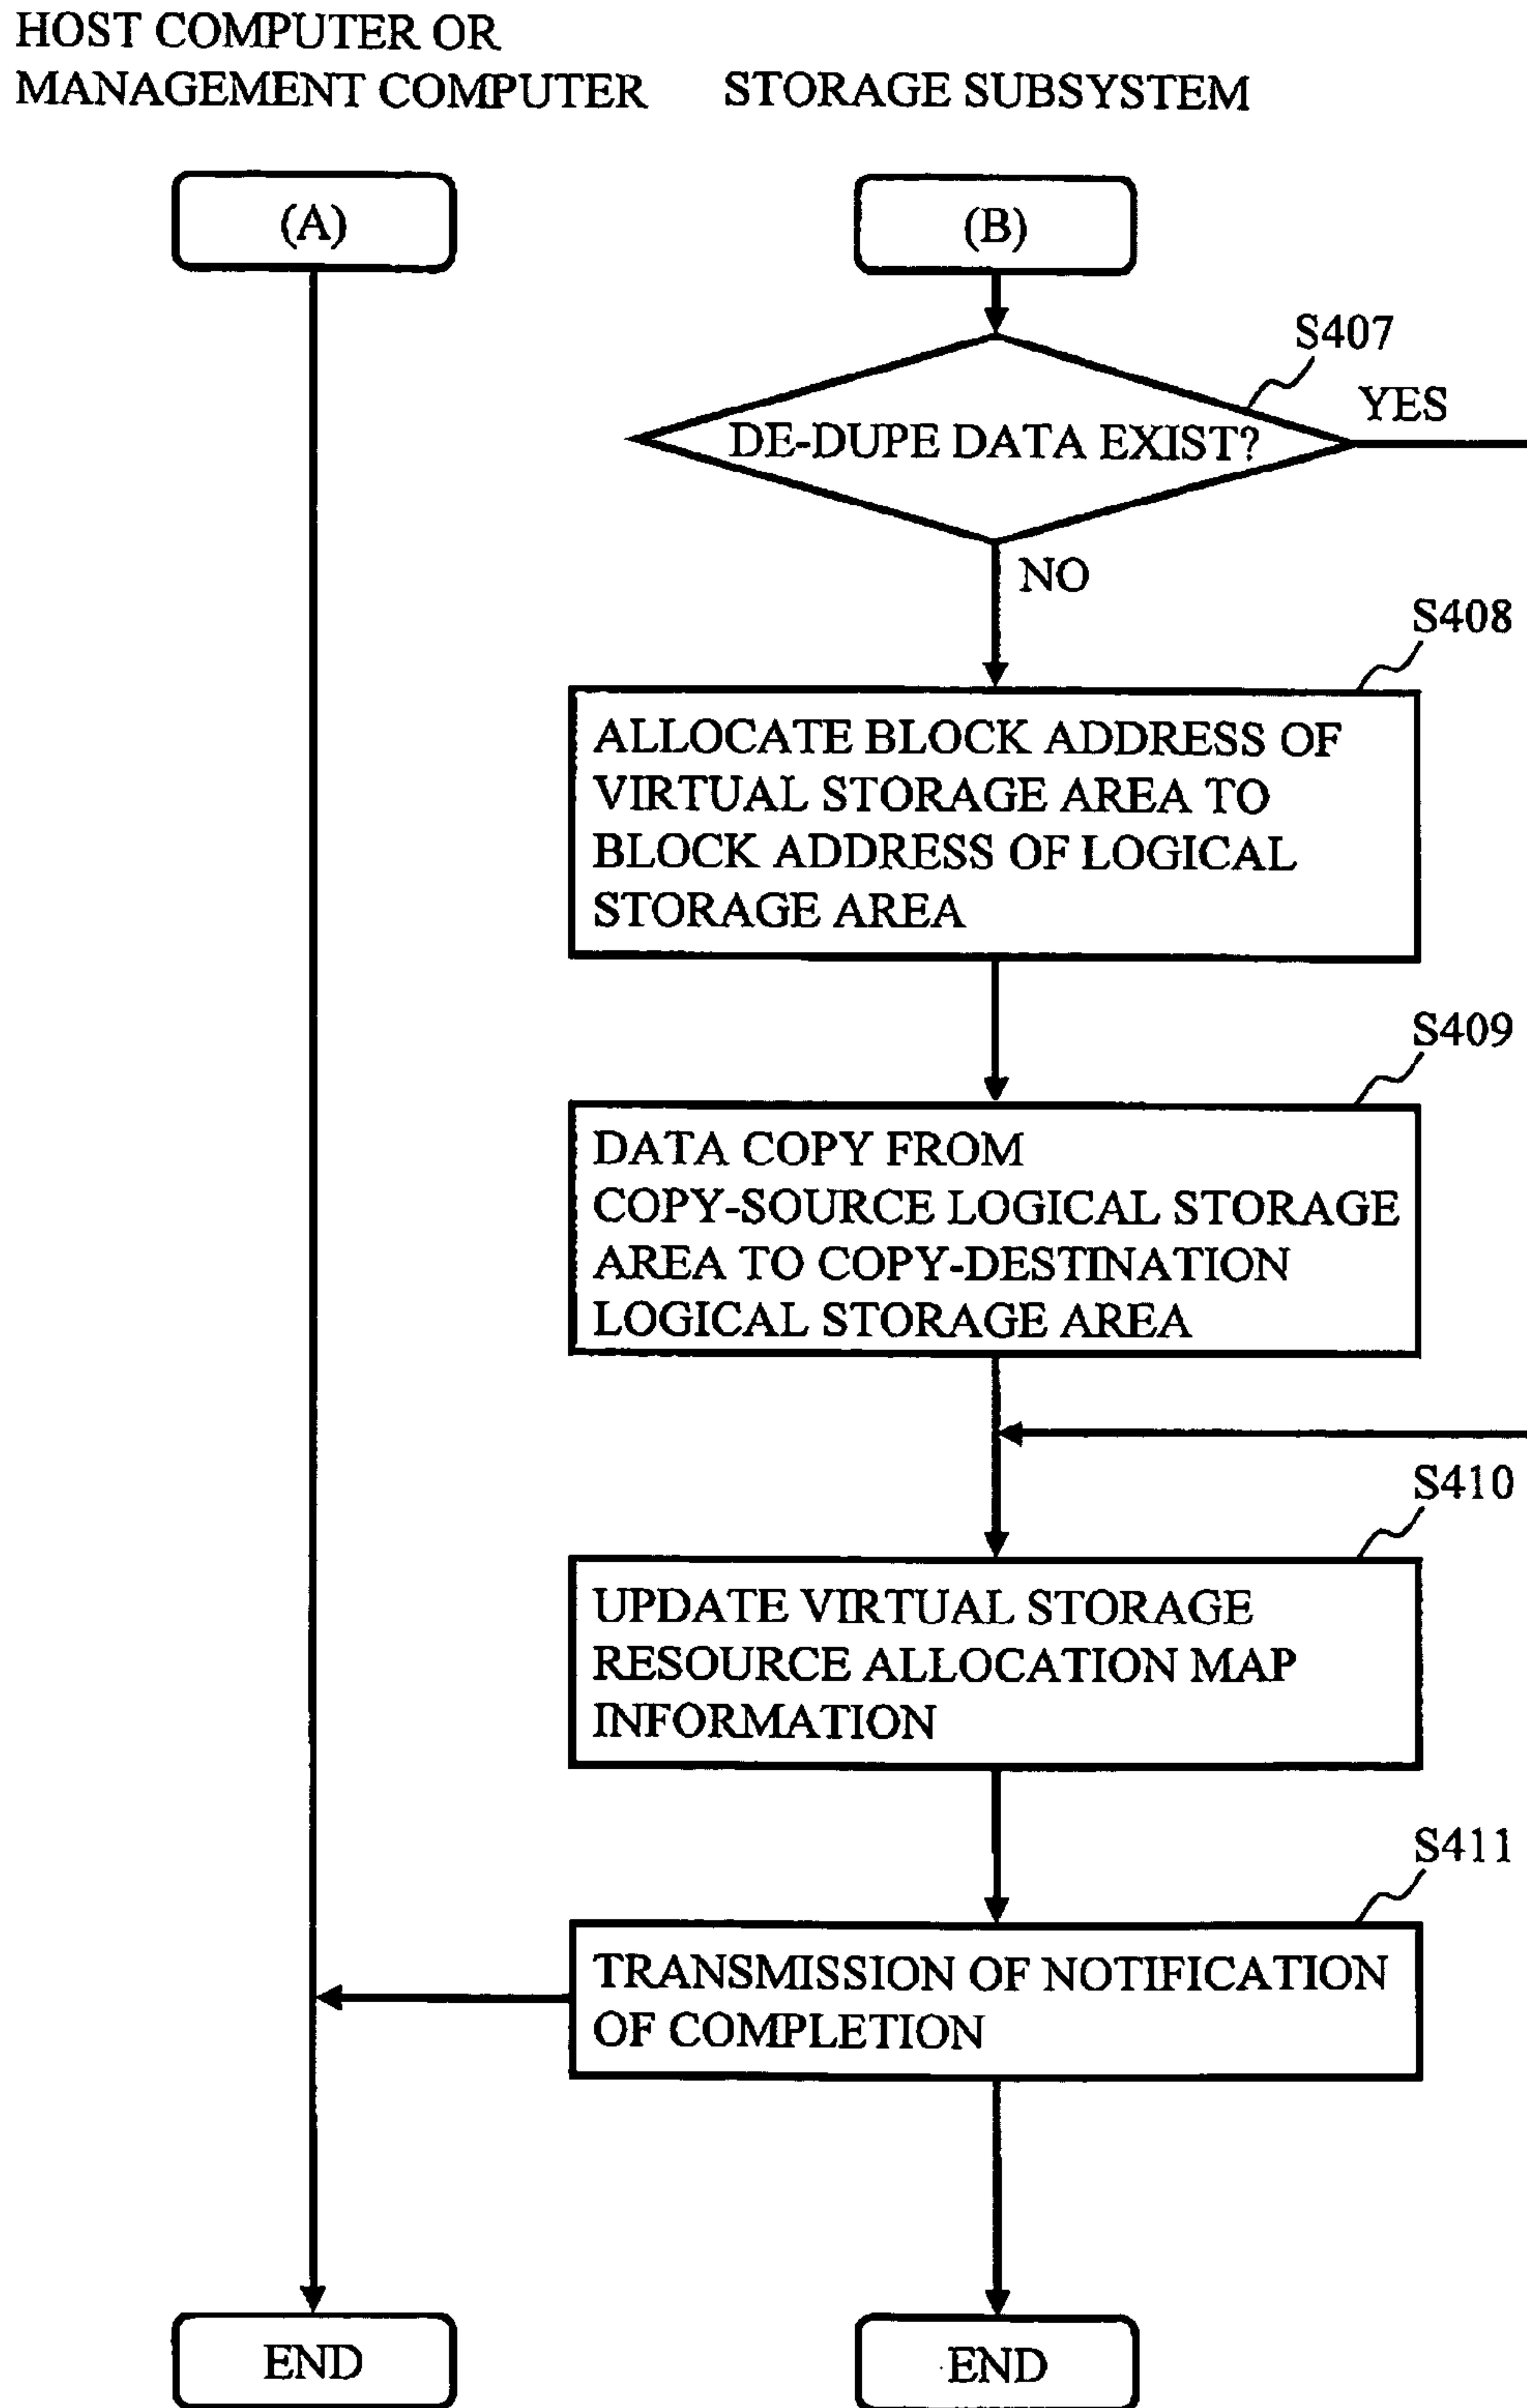 HOST COMPUTER OR
MANAGEMENT COMPUTER
STORAGE SUBSYSTEM
(A)
(B)
S407
DE-DUPE DATA EXIST?
YES
NO
S408
ALLOCATE BLOCK ADDRESS OF
VIRTUAL STORAGE AREA TO
BLOCK ADDRESS OF LOGICAL
STORAGE AREA
S409
DATA COPY FROM
COPY-SOURCE LOGICAL STORAGE
AREA TO COPY-DESTINATION
LOGICAL STORAGE AREA
S410
UPDATE VIRTUAL STORAGE
RESOURCE ALLOCATION MAP
INFORMATION
S411
TRANSMISSION OF NOTIFICATION
OF COMPLETION
END
END